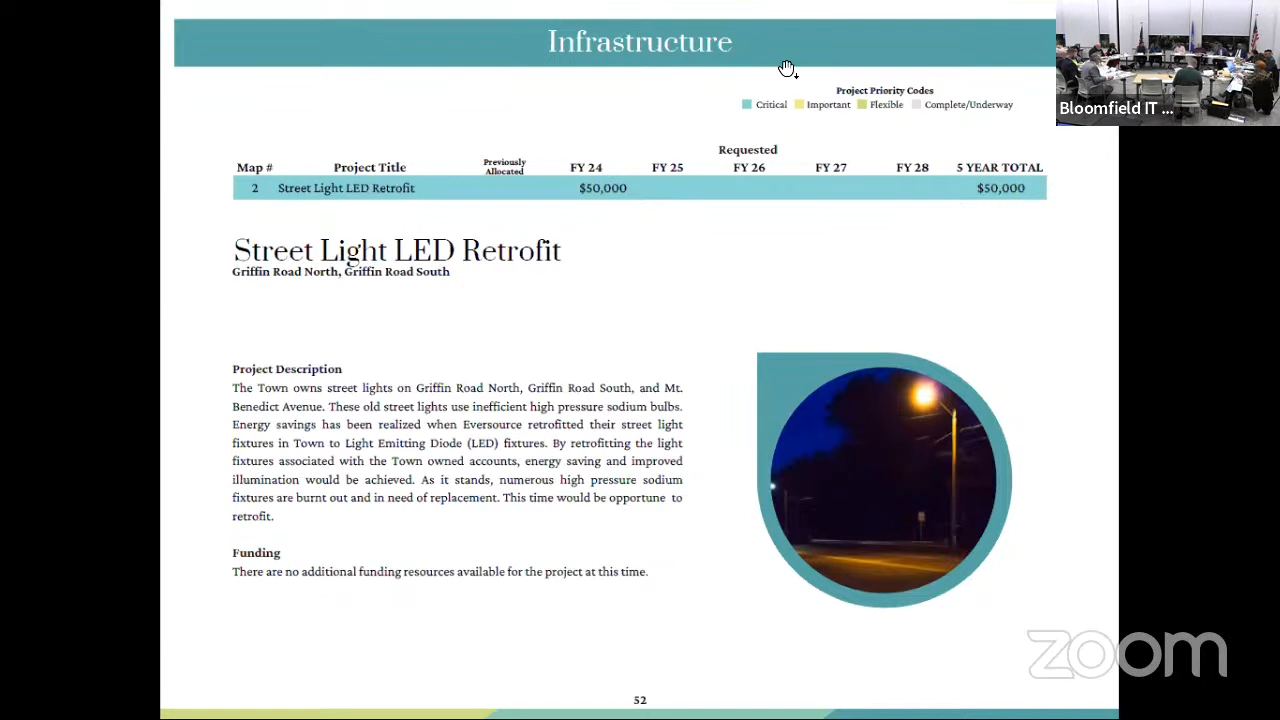 Infrastructure
Bloomfield IT ...
Project Priority Codes
Critical Important Flexible Complete/Underway
Requested
Map # Project Title Previously Allocated FY 24 FY 25 FY 26 FY 27 FY 28 5 YEAR TOTAL
2 Street Light LED Retrofit $50,000 $50,000
Street Light LED Retrofit
Griffin Road North, Griffin Road South
Project Description
The Town owns street lights on Griffin Road North, Griffin Road South, and Mt.
Benedict Avenue. These old street lights use inefficient high pressure sodium bulbs.
Energy savings has been realized when Eversource retrofitted their street light
fixtures in Town to Light Emitting Diode (LED) fixtures. By retrofitting the light
fixtures associated with the Town owned accounts, energy saving and improved
illumination would be achieved. As it stands, numerous high pressure sodium
fixtures are burnt out and in need of replacement. This time would be opportune to
retrofit.
Funding
There are no additional funding resources available for the project at this time.
zoom
52